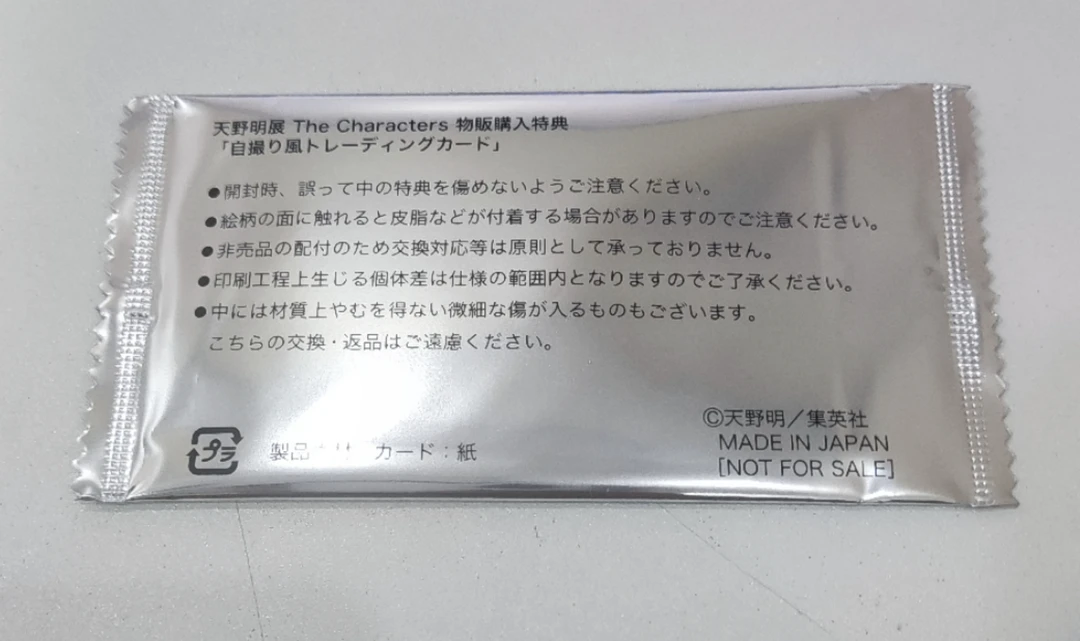 天野明展 The Characters 物販購入特典
「自撮り風トレーディングカード」
●開封時、誤って中の特典を傷めないようご注意ください。
●絵柄の面に触れると皮脂などが付着する場合がありますのでご注意ください。
●非売品の配付のため交換対応等は原則として承っておりません。
●印刷工程上生じる個体差は仕様の範囲内となりますのでご了承ください。
●中には材質上やむを得ない微細な傷が入るものもございます。
こちらの交換・返品はご遠慮ください。
プラ
製品 カード：紙
©天野明／集英社
MADE IN JAPAN
[NOT FOR SALE]